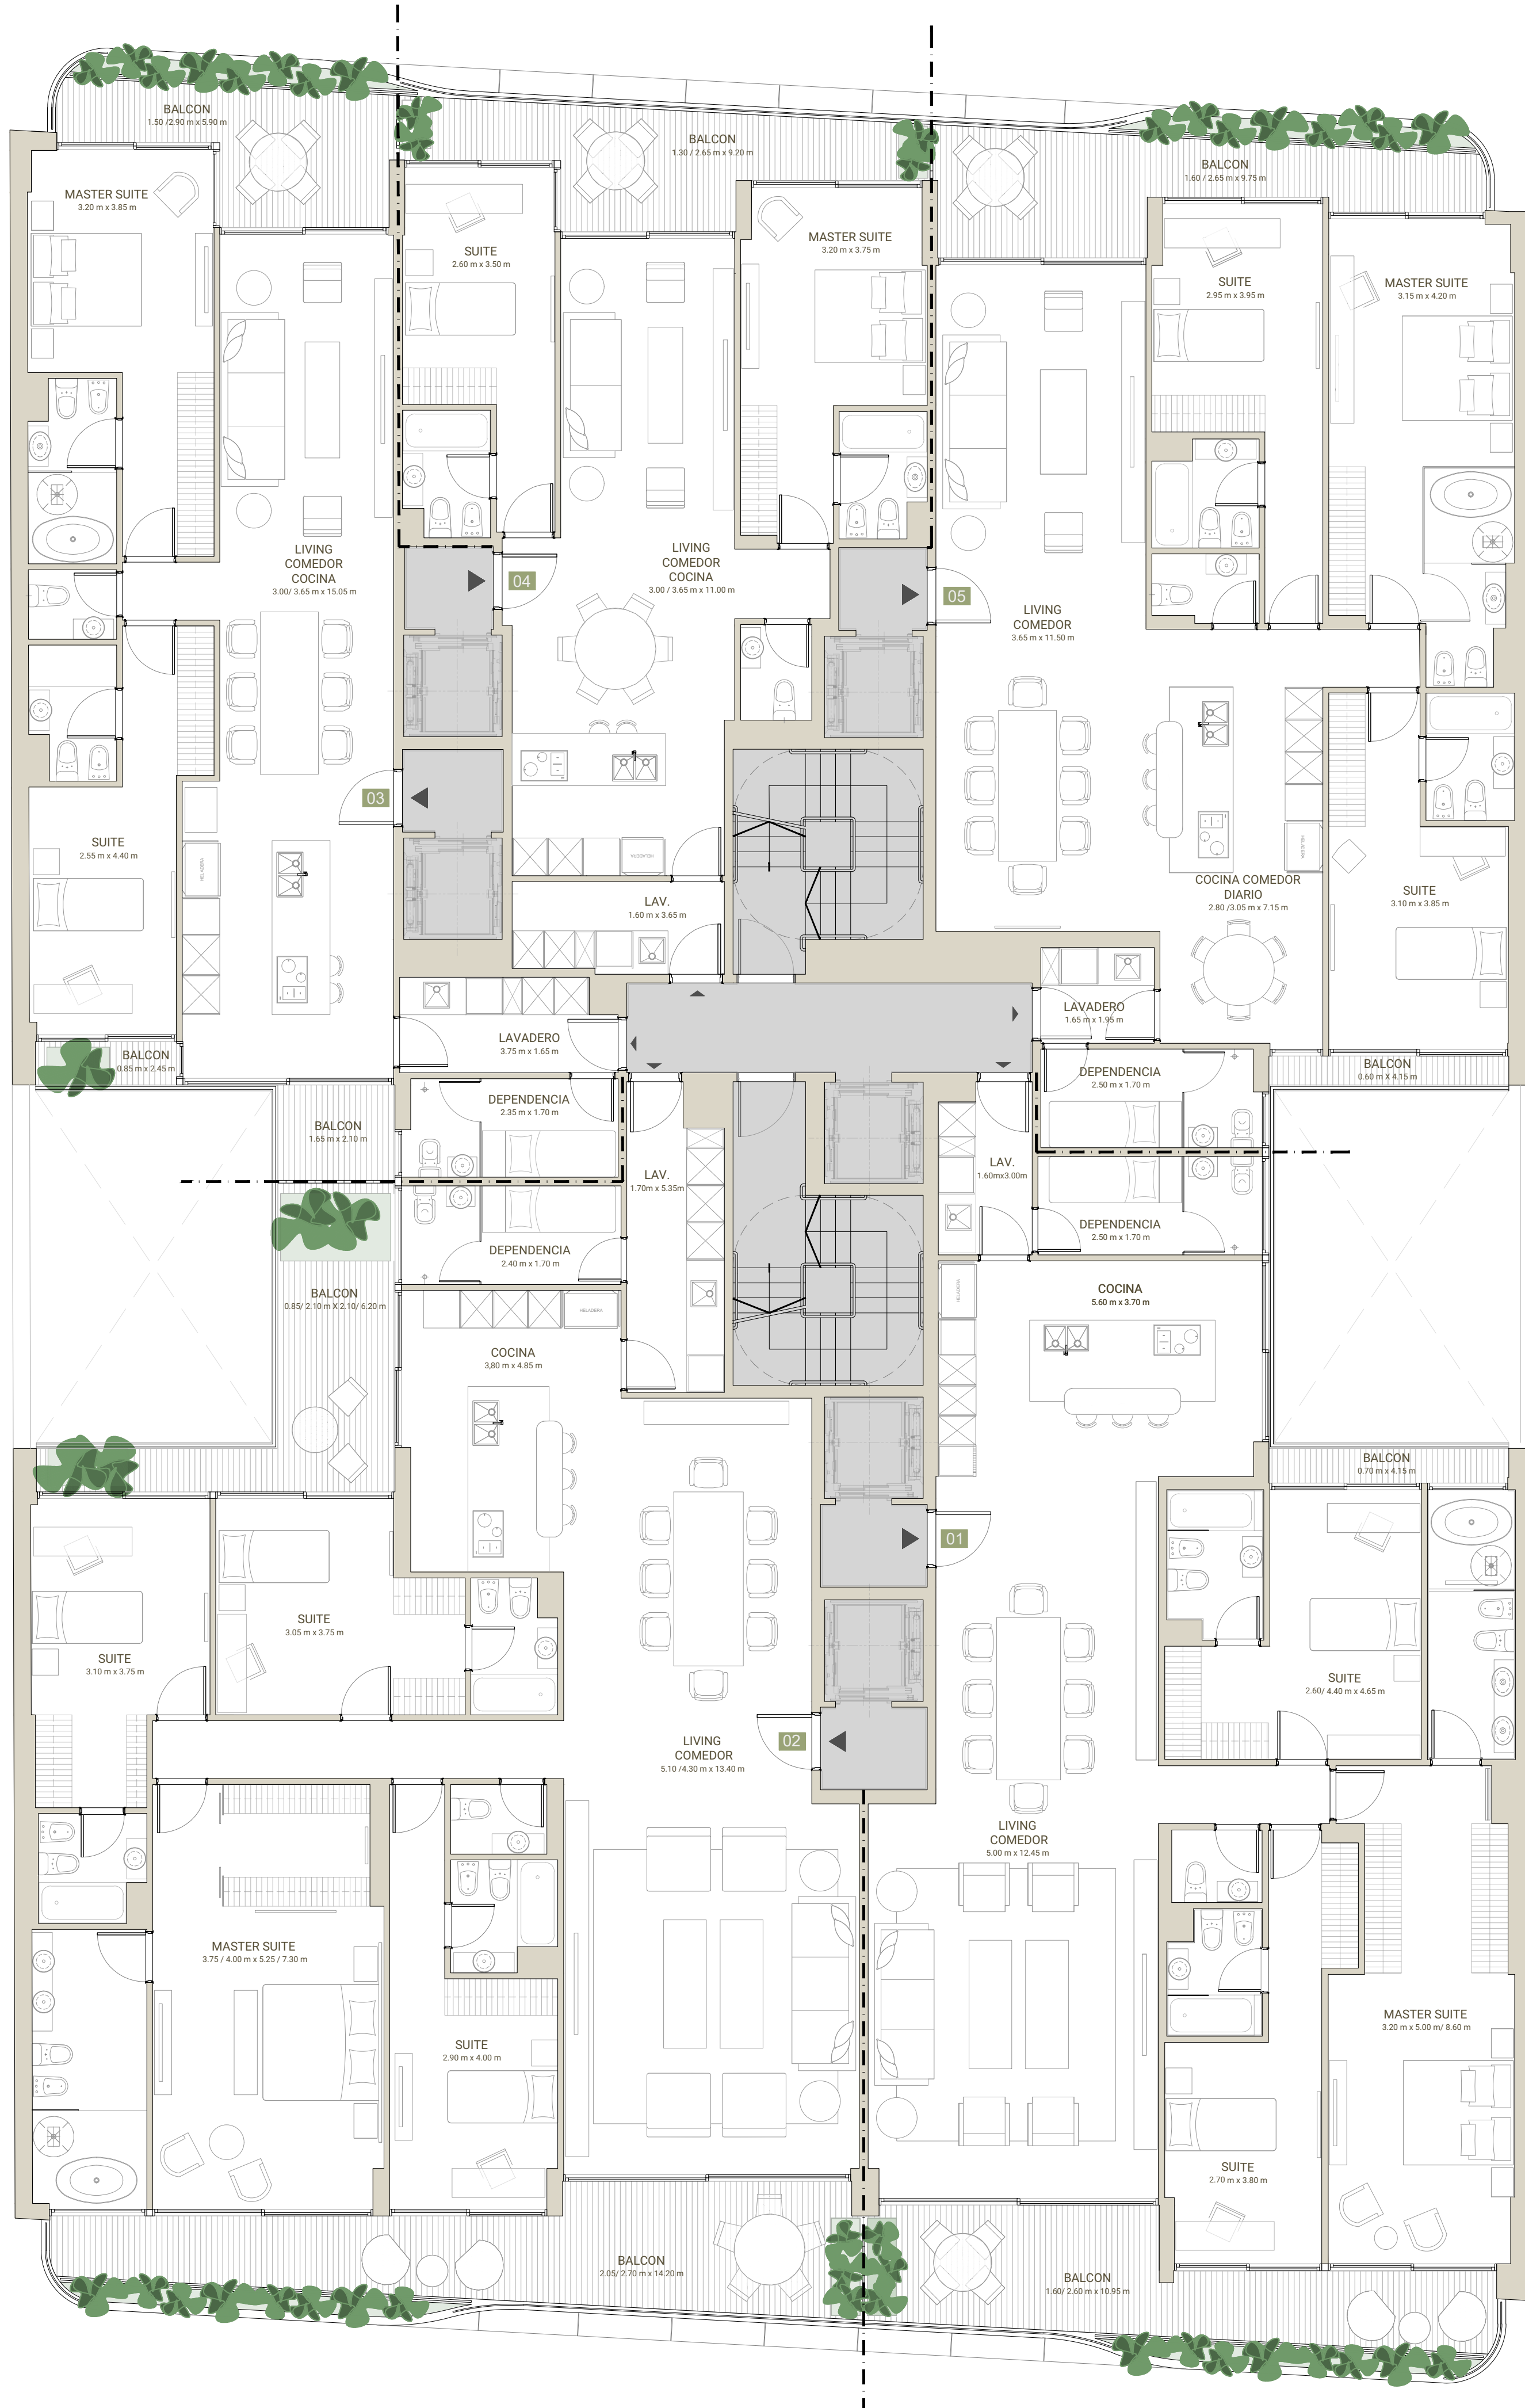 BALCON
1.50 /2.90 m x 5.90 m
BALCON
1.30 / 2.65 m x 9.20 m
BALCON
1.60 / 2.65 m x 9.75 m
MASTER SUITE
3.20 m x 3.85 m
SUITE
2.60 m x 3.50 m
MASTER SUITE
3.20 m x 3.75 m
SUITE
2.95 m x 3.95 m
MASTER SUITE
3.15 m x 4.20 m
LIVING
COMEDOR
COCINA
3.00/ 3.65 m x 15.05 m
04
LIVING
COMEDOR
COCINA
3.00 / 3.65 m x 11.00 m
05
LIVING
COMEDOR
3.65 m x 11.50 m
03
SUITE
2.55 m x 4.40 m
HELADERA
HELADERA
HELADERA
COCINA COMEDOR
DIARIO
2.80 /3.05 m x 7.15 m
SUITE
3.10 m x 3.85 m
LAV.
1.60 m x 3.65 m
LAVADERO
3.75 m x 1.65 m
LAVADERO
1.65 m x 1.95 m
BALCON
0.85 m x 2.45 m
BALCON
0.60 m X 4.15 m
DEPENDENCIA
2.35 m x 1.70 m
DEPENDENCIA
2.50 m x 1.70 m
BALCON
1.65 m x 2.10 m
LAV.
1.70m x 5.35m
LAV.
1.60mx3.00m
DEPENDENCIA
2.40 m x 1.70 m
DEPENDENCIA
2.50 m x 1.70 m
BALCON
0.85/ 2.10 m X 2.10/ 6.20 m
HELADERA
HELADERA
COCINA
5.60 m x 3.70 m
COCINA
3,80 m x 4.85 m
BALCON
0.70 m x 4.15 m
01
SUITE
3.05 m x 3.75 m
SUITE
3.10 m x 3.75 m
SUITE
2.60/ 4.40 m x 4.65 m
02
LIVING
COMEDOR
5.10 /4.30 m x 13.40 m
LIVING
COMEDOR
5.00 m x 12.45 m
MASTER SUITE
3.75 / 4.00 m x 5.25 / 7.30 m
MASTER SUITE
3.20 m x 5.00 m/ 8.60 m
SUITE
2.90 m x 4.00 m
SUITE
2.70 m x 3.80 m
BALCON
2.05/ 2.70 m x 14.20 m
BALCON
1.60/ 2.60 m x 10.95 m